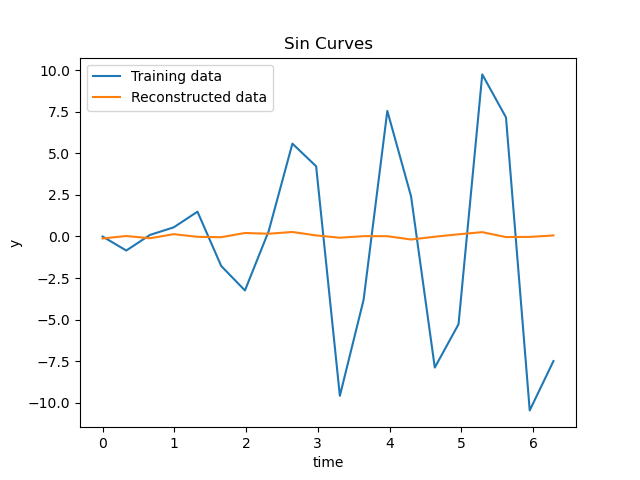 Sin Curves
Training data
Reconstructed data
10.0
7.5
5.0
2.5
0.0
−2.5
−5.0
−7.5
−10.0
y
0 1 2 3 4 5 6
time